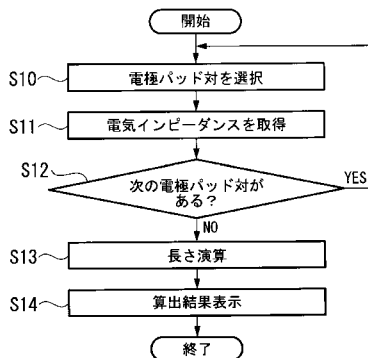 開始
S10
電極パッド対を選択
S11
電気インピーダンスを取得
S12
次の電極パッド対が
ある?
YES
NO
S13
長さ演算
S14
算出結果表示
終了